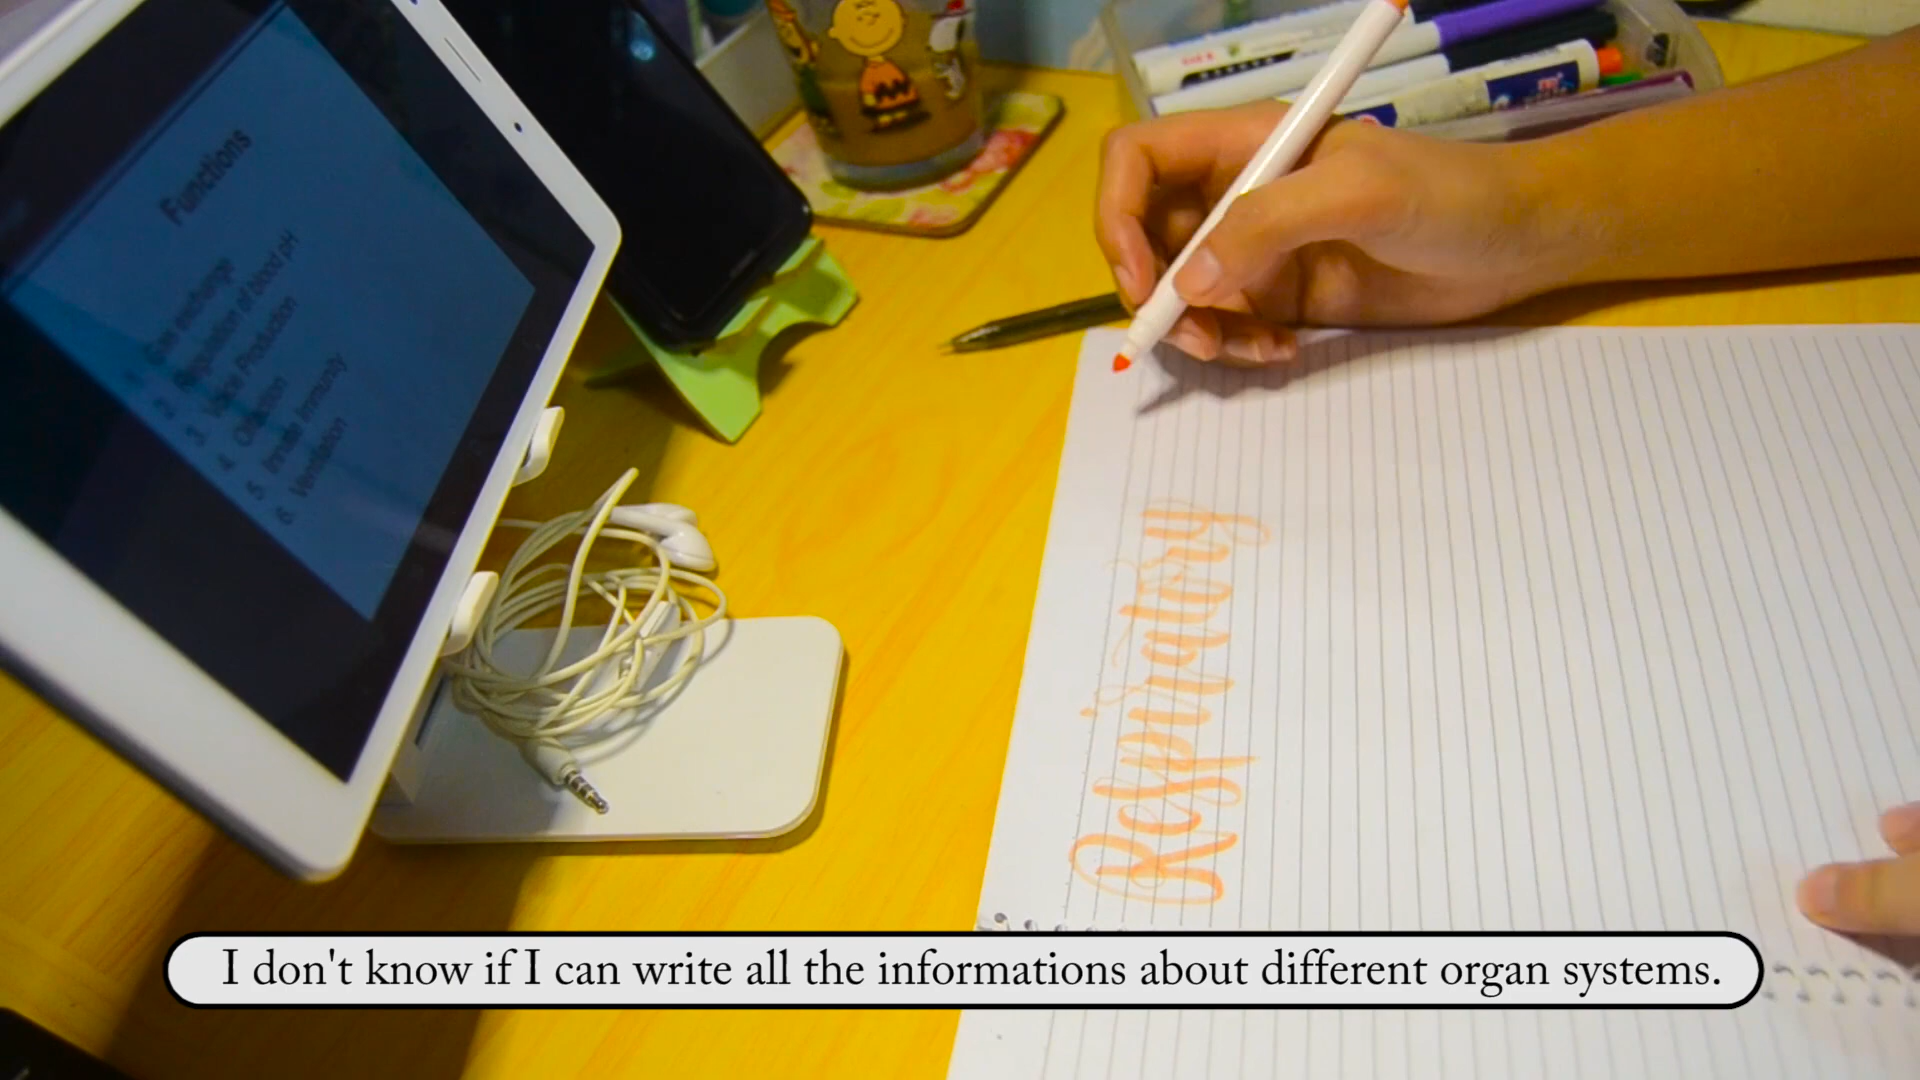 Functions
1. Gas exchange
2. Regulation of blood pH
3. Voice Production
4. Olfaction
5. Innate Immunity
6. Ventilation
Respiratory
I don't know if I can write all the informations about different organ systems.